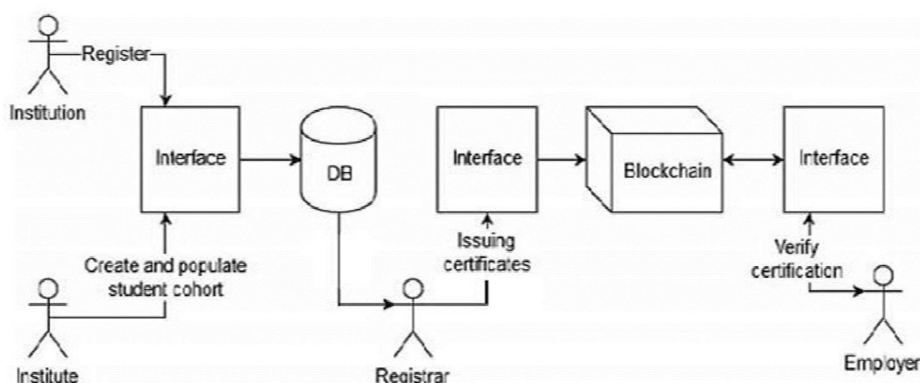 Register
Institution
Interface
DB
Interface
Blockchain
Interface
Create and populate
student cohort
Issuing
certificates
Verify
certification
Institute
Registrar
Employer